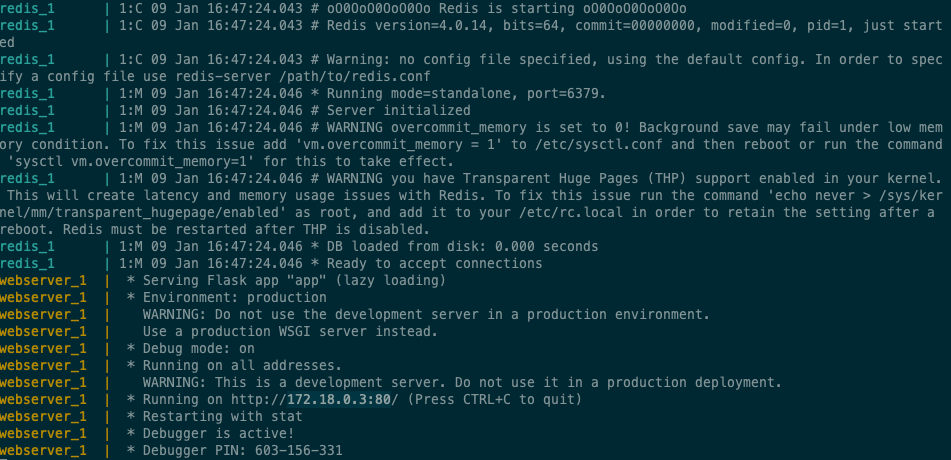 redis_1      | 1:C 09 Jan 16:47:24.043 # oO0OoO0OoO0Oo Redis is starting oO0OoO0OoO0Oo
redis_1      | 1:C 09 Jan 16:47:24.043 # Redis version=4.0.14, bits=64, commit=00000000, modified=0, pid=1, just start
ed
redis_1      | 1:C 09 Jan 16:47:24.043 # Warning: no config file specified, using the default config. In order to spec
ify a config file use redis-server /path/to/redis.conf
redis_1      | 1:M 09 Jan 16:47:24.046 * Running mode=standalone, port=6379.
redis_1      | 1:M 09 Jan 16:47:24.046 # Server initialized
redis_1      | 1:M 09 Jan 16:47:24.046 # WARNING overcommit_memory is set to 0! Background save may fail under low mem
ory condition. To fix this issue add 'vm.overcommit_memory = 1' to /etc/sysctl.conf and then reboot or run the command
 'sysctl vm.overcommit_memory=1' for this to take effect.
redis_1      | 1:M 09 Jan 16:47:24.046 # WARNING you have Transparent Huge Pages (THP) support enabled in your kernel.
 This will create latency and memory usage issues with Redis. To fix this issue run the command 'echo never > /sys/ker
nel/mm/transparent_hugepage/enabled' as root, and add it to your /etc/rc.local in order to retain the setting after a
reboot. Redis must be restarted after THP is disabled.
redis_1      | 1:M 09 Jan 16:47:24.046 * DB loaded from disk: 0.000 seconds
redis_1      | 1:M 09 Jan 16:47:24.046 * Ready to accept connections
webserver_1  |  * Serving Flask app "app" (lazy loading)
webserver_1  |  * Environment: production
webserver_1  |    WARNING: Do not use the development server in a production environment.
webserver_1  |    Use a production WSGI server instead.
webserver_1  |  * Debug mode: on
webserver_1  |  * Running on all addresses.
webserver_1  |    WARNING: This is a development server. Do not use it in a production deployment.
webserver_1  |  * Running on http://172.18.0.3:80/ (Press CTRL+C to quit)
webserver_1  |  * Restarting with stat
webserver_1  |  * Debugger is active!
webserver_1  |  * Debugger PIN: 603-156-331